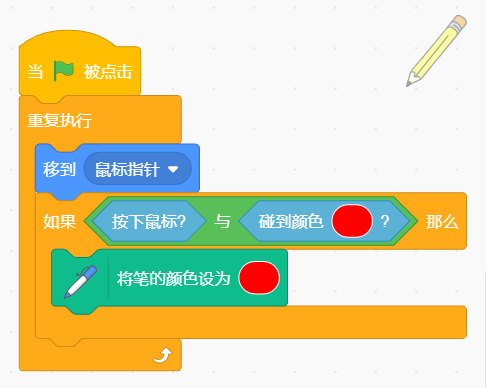 当 被点击
重复执行
移到 鼠标指针
如果 按下鼠标? 与 碰到颜色 ? 那么
将笔的颜色设为